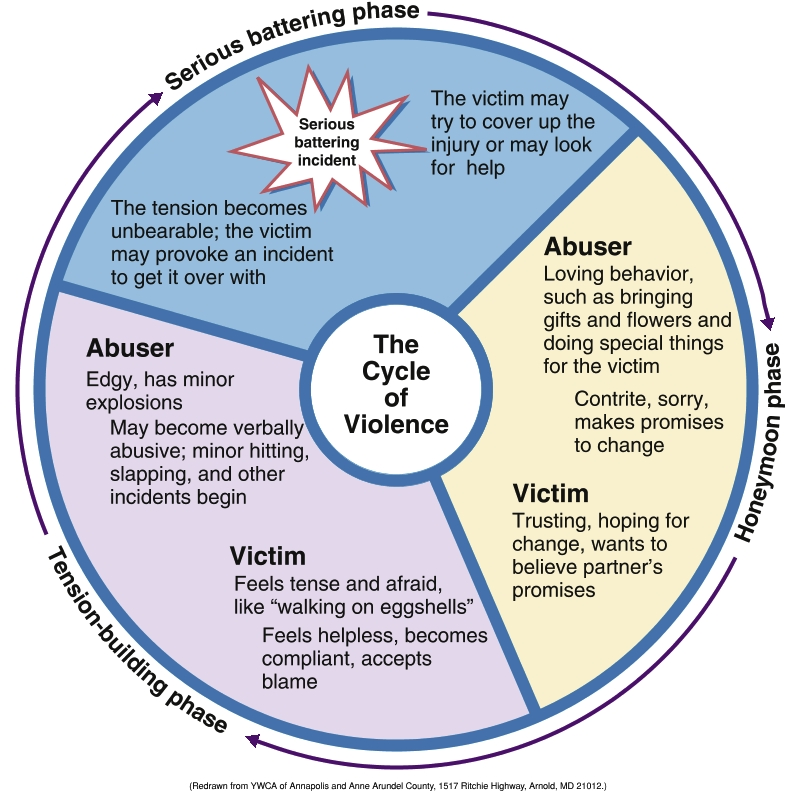 Serious battering phase
Serious
battering
incident
The victim may
try to cover up the
injury or may look
for help
The tension becomes
unbearable; the victim
may provoke an incident
to get it over with
Abuser
Loving behavior,
such as bringing
gifts and flowers and
doing special things
for the victim
Contrite, sorry,
makes promises
to change
Victim
Trusting, hoping for
change, wants to
believe partner's
promises
Honeymoon phase
The
Cycle
of
Violence
Abuser
Edgy, has minor
explosions
May become verbally
abusive; minor hitting,
slapping, and other
incidents begin
Victim
Feels tense and afraid,
like “walking on eggshells”
Feels helpless, becomes
compliant, accepts
blame
Tension-building phase
(Redrawn from YWCA of Annapolis and Anne Arundel County, 1517 Ritchie Highway, Arnold, MD 21012.)